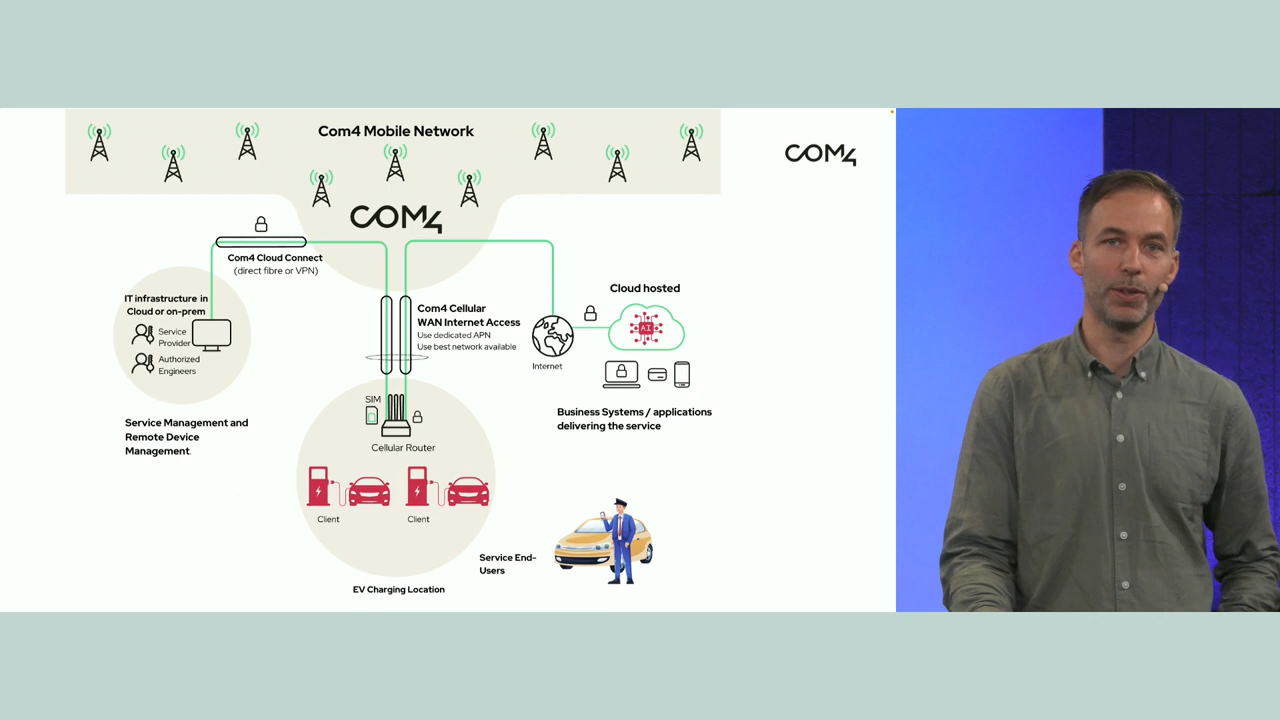 Com4 Mobile Network
COM4
COM4
Com4 Cloud Connect
(direct fibre or VPN)
IT infrastructure in
Cloud or on-prem
Service
Provider
Authorized
Engineers
Service Management and
Remote Device
Management.
Com4 Cellular
WAN Internet Access
Use dedicated APN
Use best network available
SIM
Cellular Router
Client
Client
EV Charging Location
Internet
Cloud hosted
AI
Business Systems / applications
delivering the service
Service End-
Users